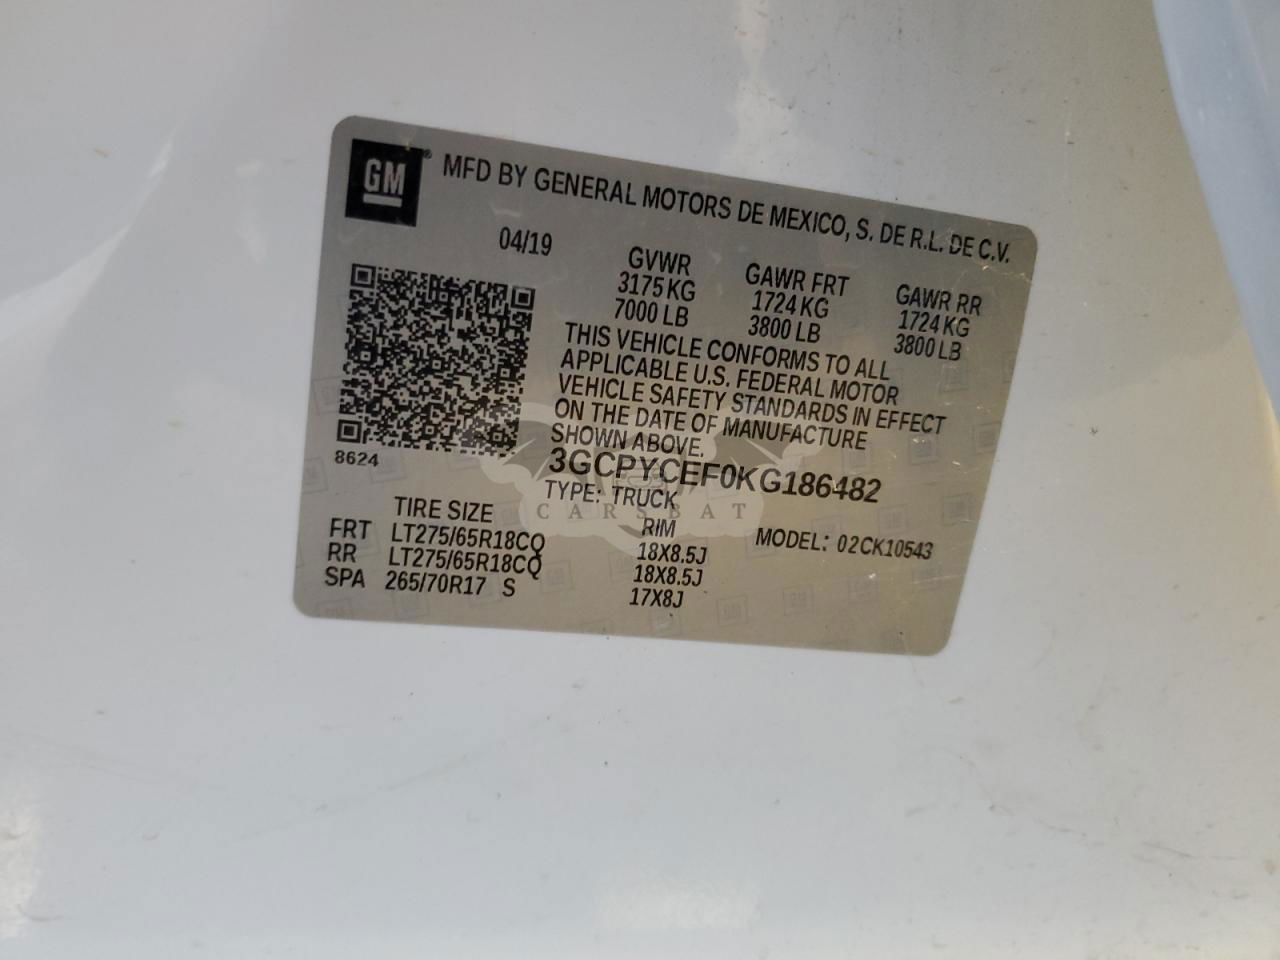 GM
MFD BY GENERAL MOTORS DE MEXICO, S. DE R.L. DE C.V.
04/19
GVWR GAWR FRT GAWR RR
3175 KG 1724 KG 1724 KG
7000 LB 3800 LB 3800 LB
THIS VEHICLE CONFORMS TO ALL
APPLICABLE U.S. FEDERAL MOTOR
VEHICLE SAFETY STANDARDS IN EFFECT
ON THE DATE OF MANUFACTURE
SHOWN ABOVE.
8624
3GCPYCEF0KG186482
TYPE: TRUCK
CARSBAT
TIRE SIZE RIM MODEL: 02CK10543
FRT LT275/65R18CQ 18X8.5J
RR LT275/65R18CQ 18X8.5J
SPA 265/70R17 S 17X8J